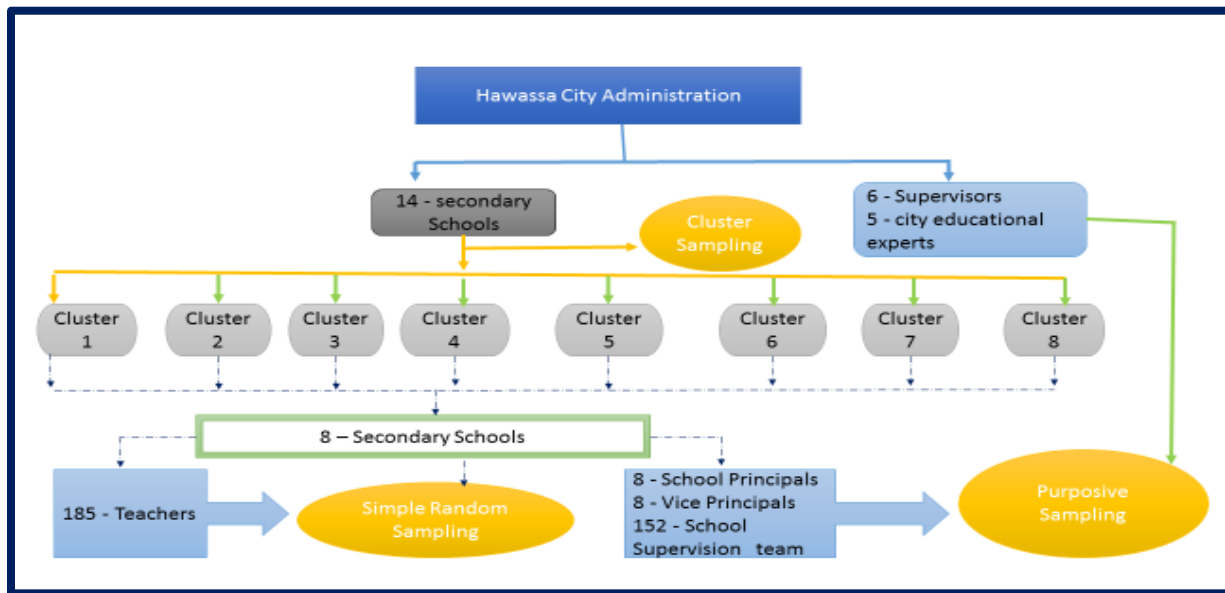 Hawassa City Administration
14 - secondary
Schools
Cluster
Sampling
6 - Supervisors
5 - city educational
experts
Cluster
1
Cluster
2
Cluster
3
Cluster
4
Cluster
5
Cluster
6
Cluster
7
Cluster
8
8 – Secondary Schools
185 - Teachers
Simple Random
Sampling
8 - School Principals
8 - Vice Principals
152 - School
Supervision team
Purposive
Sampling